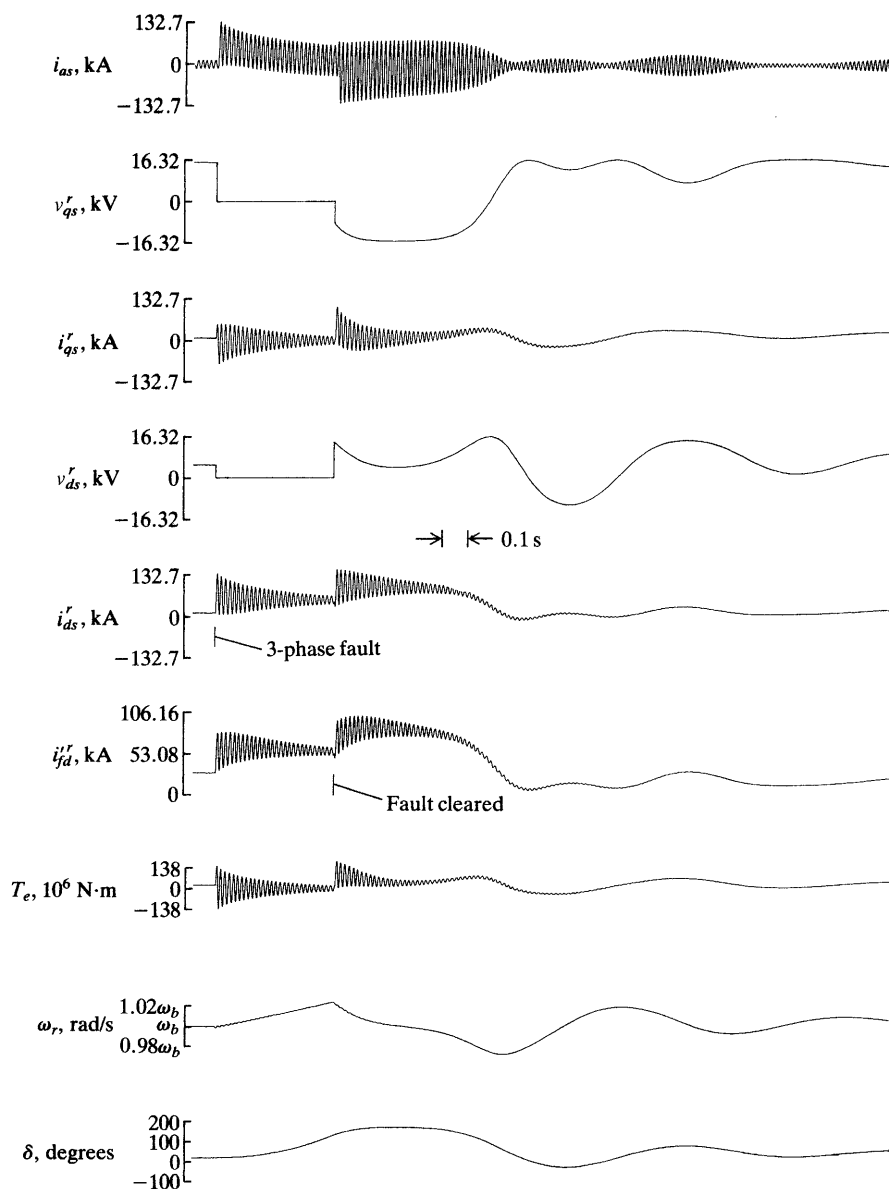 132.7
i_as, kA
0
−132.7
16.32
v^r_qs, kV
0
−16.32
132.7
i^r_qs, kA
0
−132.7
16.32
v^r_ds, kV
0
−16.32
0.1 s
132.7
i^r_ds, kA
0
−132.7
3-phase fault
106.16
i'^r_fd, kA
53.08
0
Fault cleared
138
T_e, 10^6 N·m
0
−138
1.02ω_b
ω_r, rad/s
ω_b
0.98ω_b
200
100
δ, degrees
0
−100